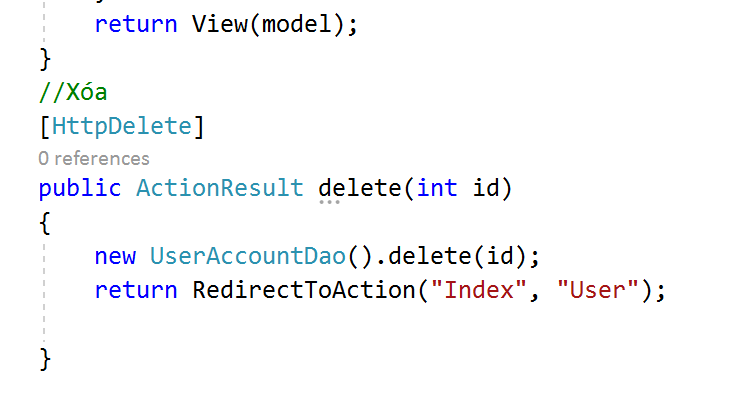 return View(model);
}
//Xóa
[HttpDelete]
0 references
public ActionResult delete(int id)
{
new UserAccountDao().delete(id);
return RedirectToAction("Index", "User");
}